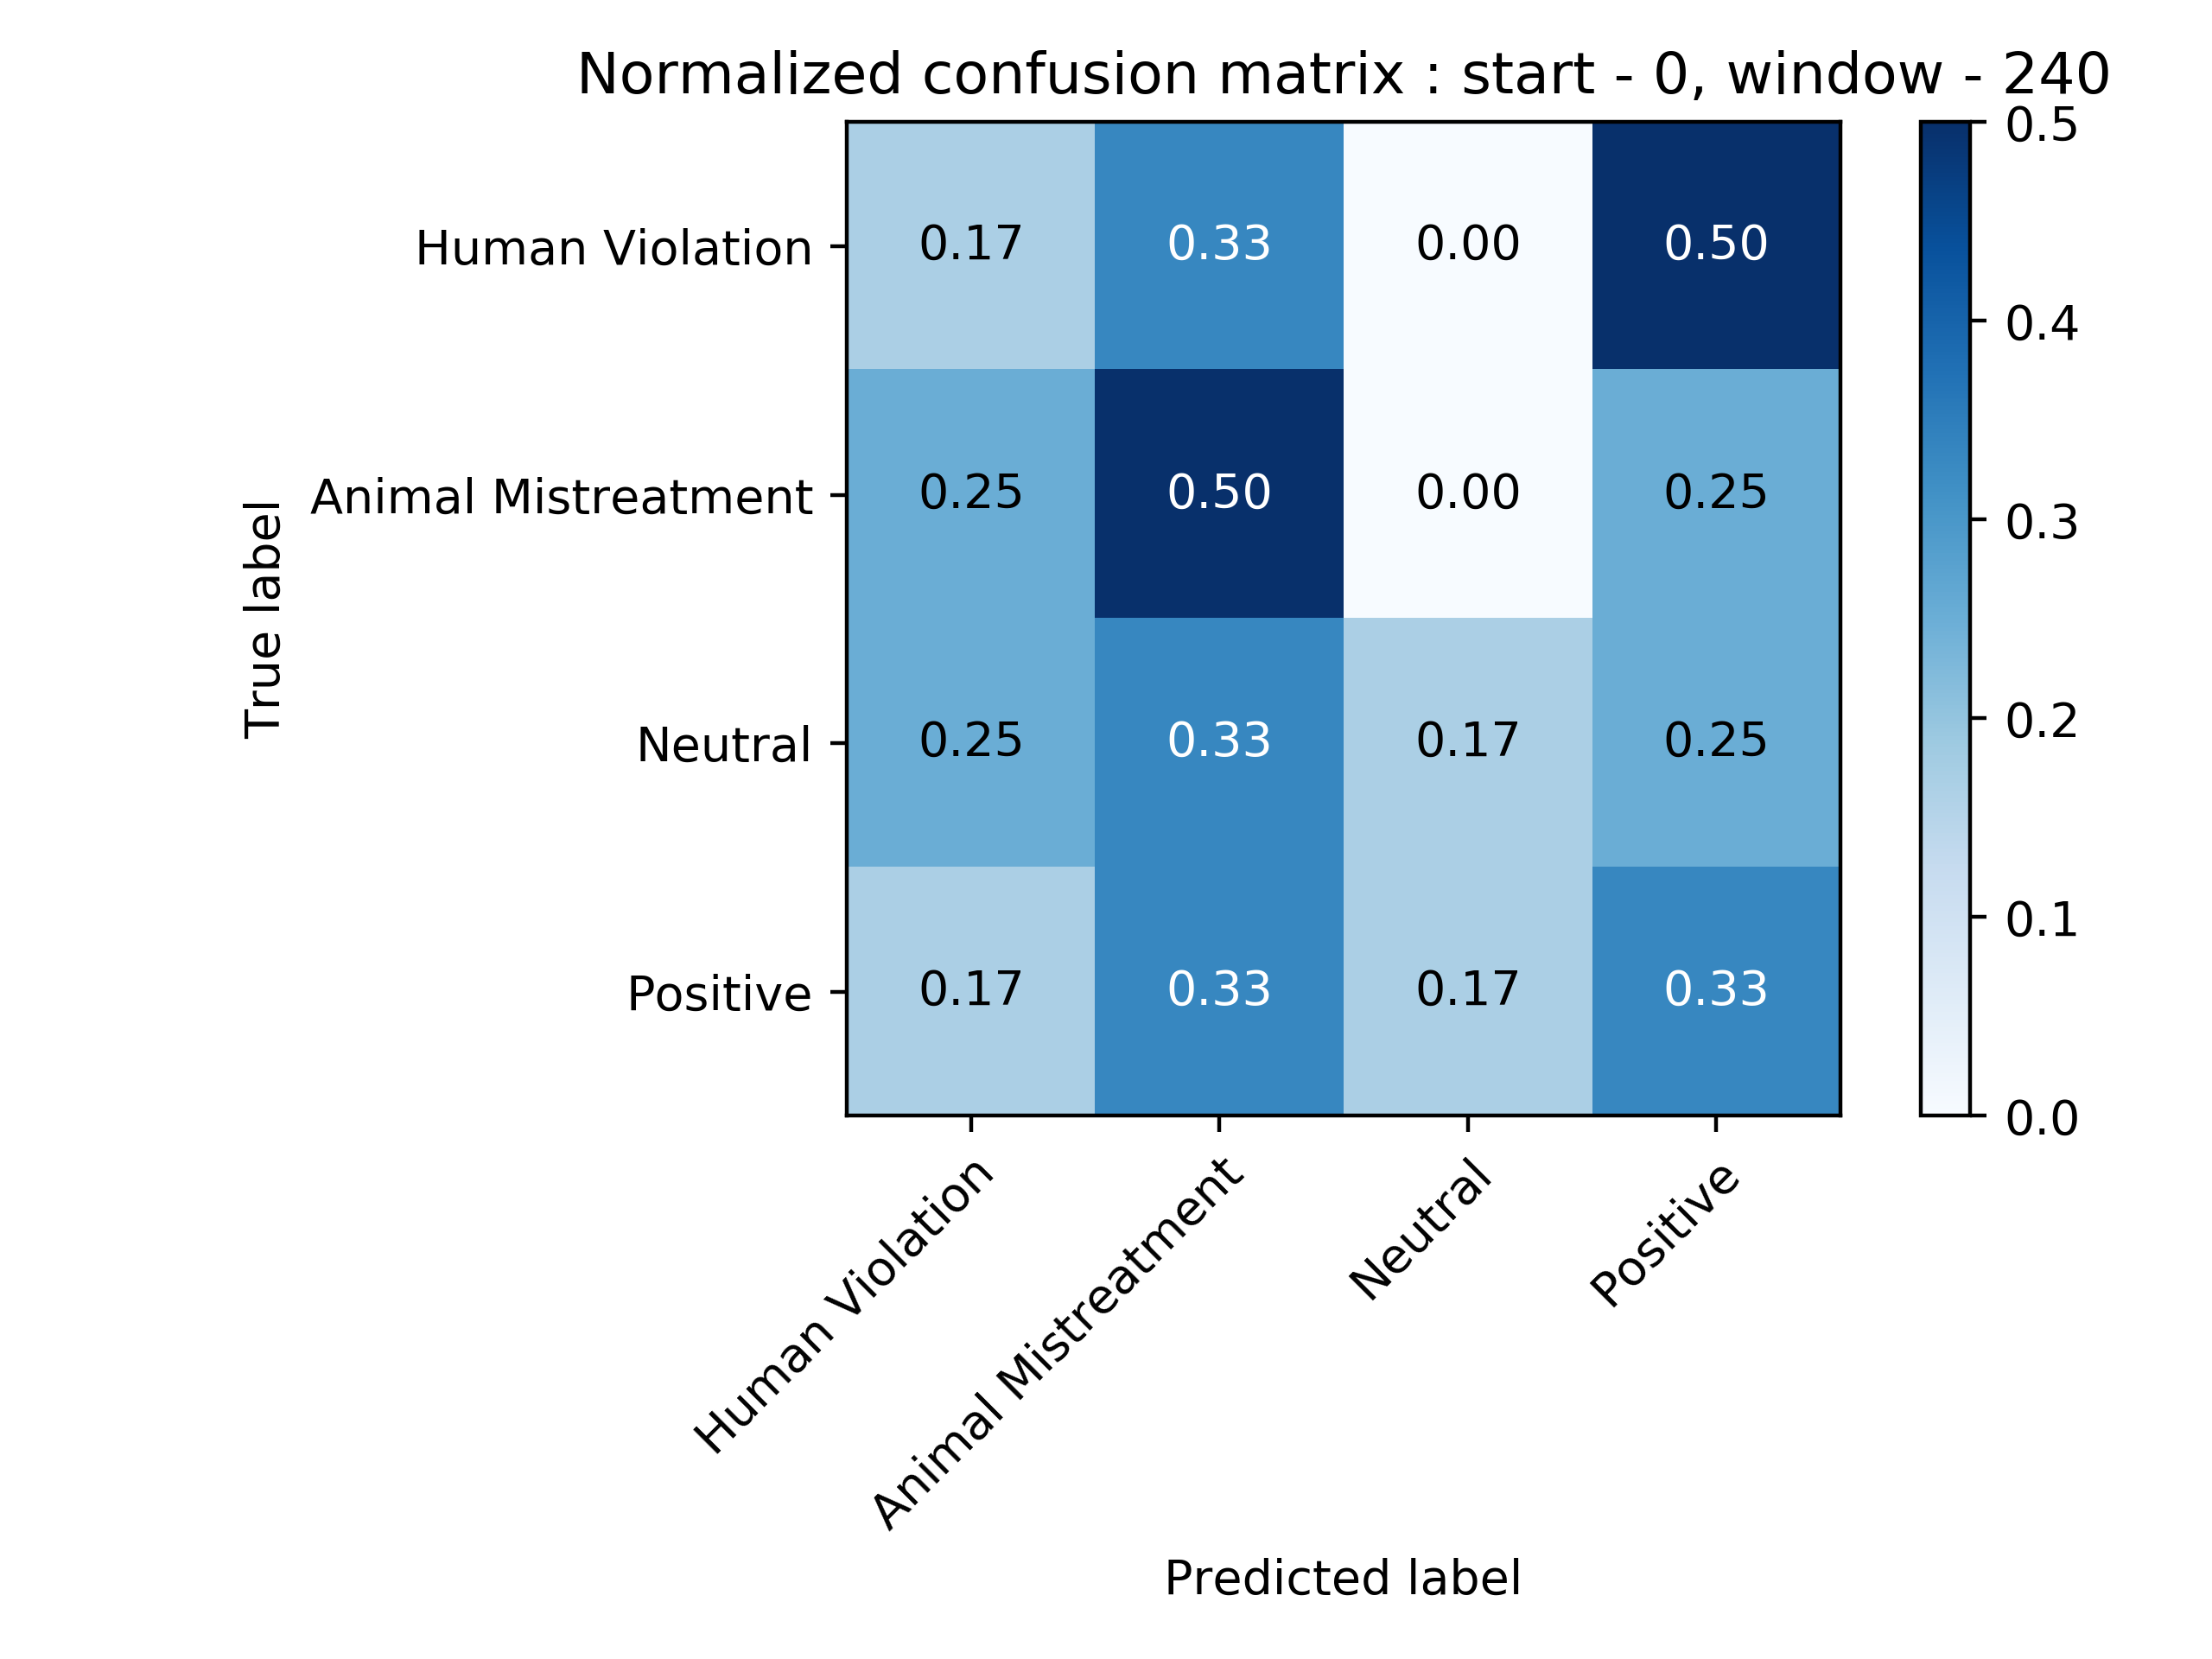 Normalized confusion matrix : start - 0, window - 240
True label
Human Violation
0.17 0.33 0.00 0.50
Animal Mistreatment
0.25 0.50 0.00 0.25
Neutral
0.25 0.33 0.17 0.25
Positive
0.17 0.33 0.17 0.33
Human Violation
Animal Mistreatment
Neutral
Positive
Predicted label
0.5
0.4
0.3
0.2
0.1
0.0